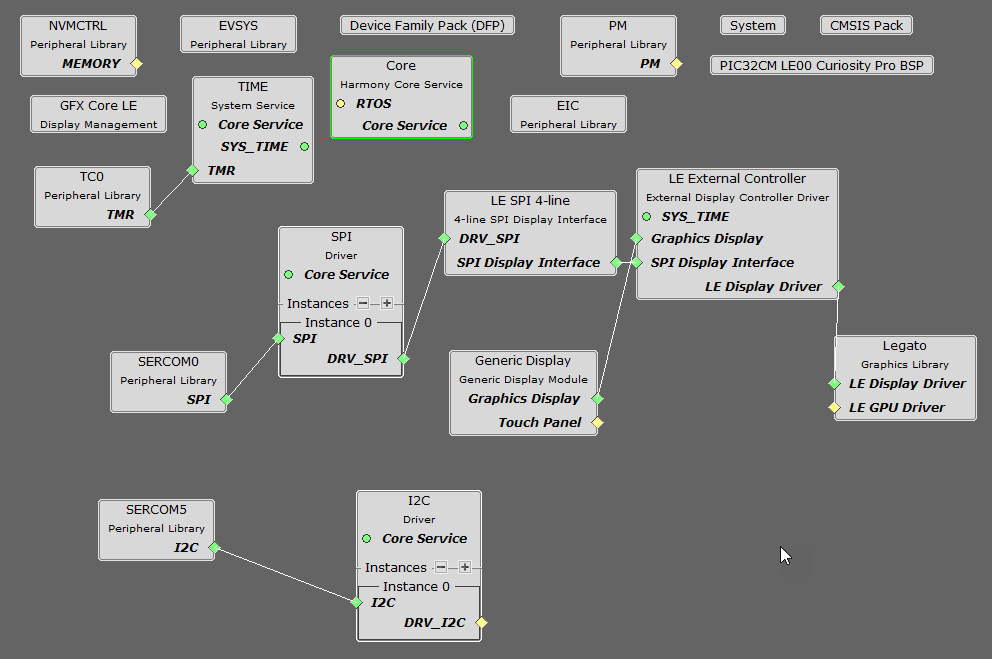 NVMCTRL
Peripheral Library
MEMORY
EVSYS
Peripheral Library
Device Family Pack (DFP)
PM
Peripheral Library
PM
System
CMSIS Pack
PIC32CM LE00 Curiosity Pro BSP
GFX Core LE
Display Management
TIME
System Service
Core Service
SYS_TIME
TMR
Core
Harmony Core Service
RTOS
Core Service
EIC
Peripheral Library
TC0
Peripheral Library
TMR
LE SPI 4-line
4-line SPI Display Interface
DRV_SPI
SPI Display Interface
LE External Controller
External Display Controller Driver
SYS_TIME
Graphics Display
SPI Display Interface
LE Display Driver
SPI
Driver
Core Service
Instances
Instance 0
SPI
DRV_SPI
SERCOM0
Peripheral Library
SPI
Generic Display
Generic Display Module
Graphics Display
Touch Panel
Legato
Graphics Library
LE Display Driver
LE GPU Driver
SERCOM5
Peripheral Library
I2C
I2C
Driver
Core Service
Instances
Instance 0
I2C
DRV_I2C